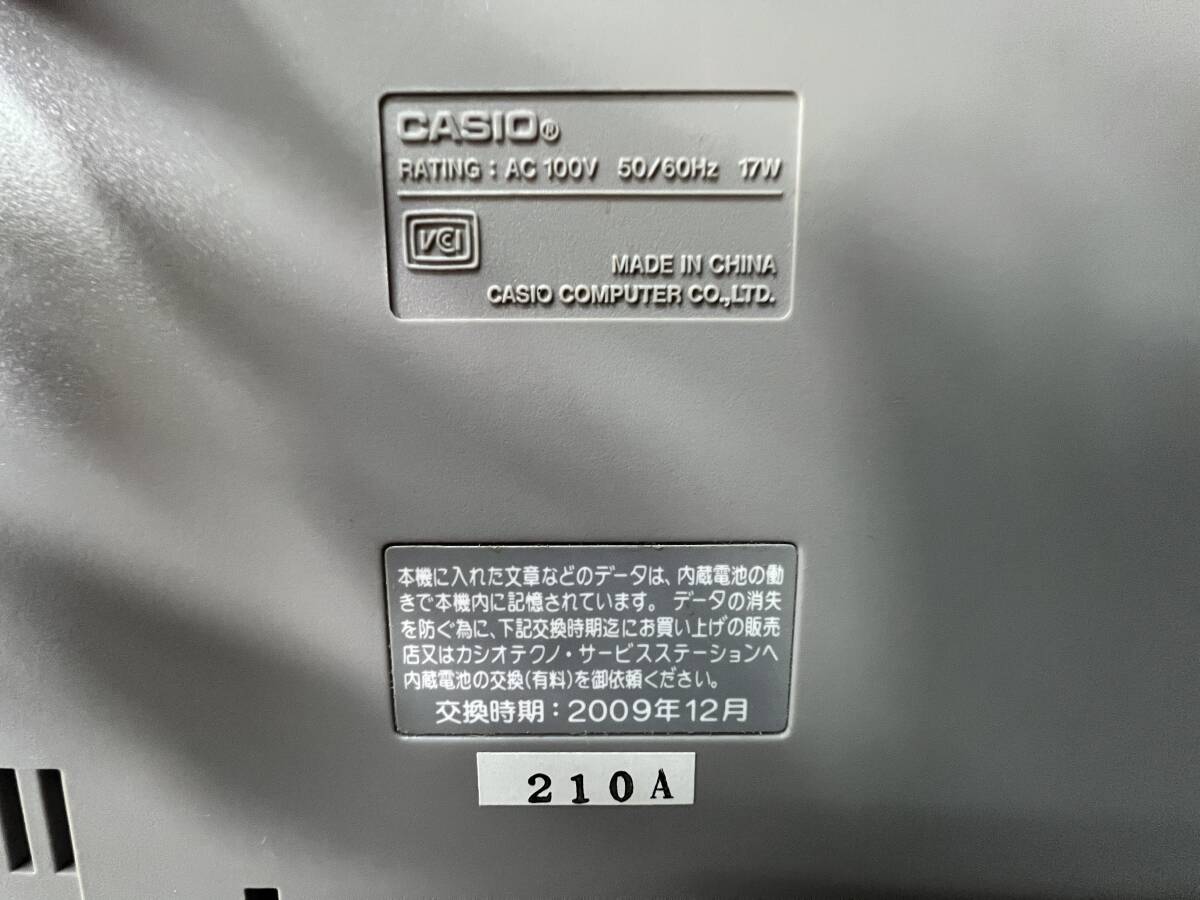 CASIO®
RATING : AC 100V 50/60Hz 17W
VCCI
MADE IN CHINA
CASIO COMPUTER CO.,LTD.
本機に入れた文章などのデータは、内蔵電池の働
きで本機内に記憶されています。 データの消失
を防ぐ為に、下記交換時期迄にお買い上げの販売
店又はカシオテクノ・サービスステーションへ
内蔵電池の交換(有料)を御依頼ください。
交換時期：2009年12月
210A